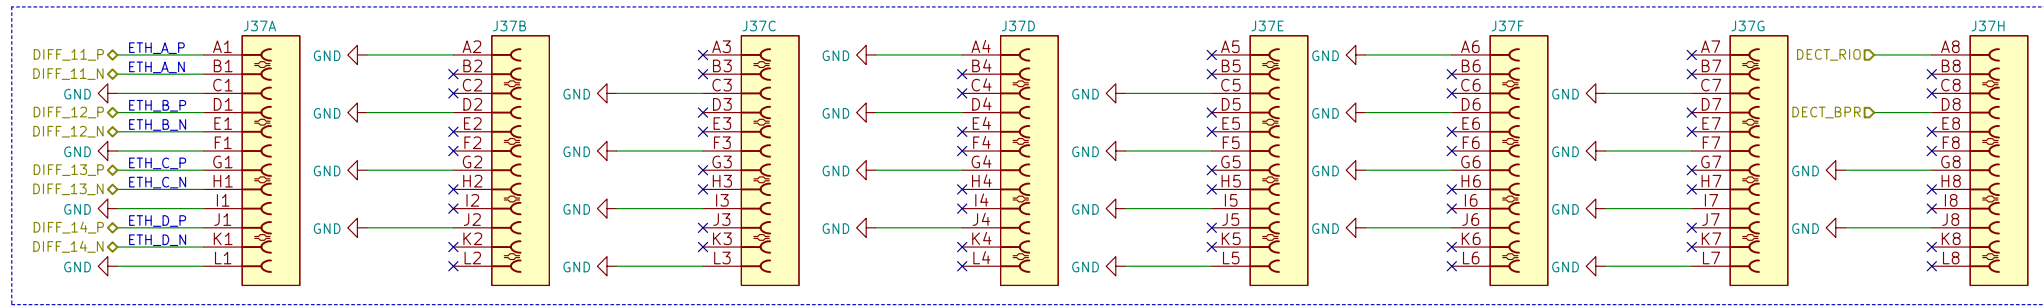 J37A J37B J37C J37D J37E J37F J37G J37H
DIFF_11_P ETH_A_P A1 GND A2 A3 GND A4 A5 GND A6 A7 DECT_RIO A8
DIFF_11_N ETH_A_N B1 B2 B3 B4 B5 B6 B7 B8
GND C1 C2 GND C3 C4 GND C5 C6 GND C7 C8
DIFF_12_P ETH_B_P D1 GND D2 D3 GND D4 D5 GND D6 D7 DECT_BPR D8
DIFF_12_N ETH_B_N E1 E2 E3 E4 E5 E6 E7 E8
GND F1 F2 GND F3 F4 GND F5 F6 GND F7 F8
DIFF_13_P ETH_C_P G1 GND G2 G3 GND G4 G5 GND G6 G7 GND G8
DIFF_13_N ETH_C_N H1 H2 H3 H4 H5 H6 H7 H8
GND I1 I2 GND I3 I4 GND I5 I6 GND I7 I8
DIFF_14_P ETH_D_P J1 GND J2 J3 GND J4 J5 GND J6 J7 GND J8
DIFF_14_N ETH_D_N K1 K2 K3 K4 K5 K6 K7 K8
GND L1 L2 GND L3 L4 GND L5 L6 GND L7 L8